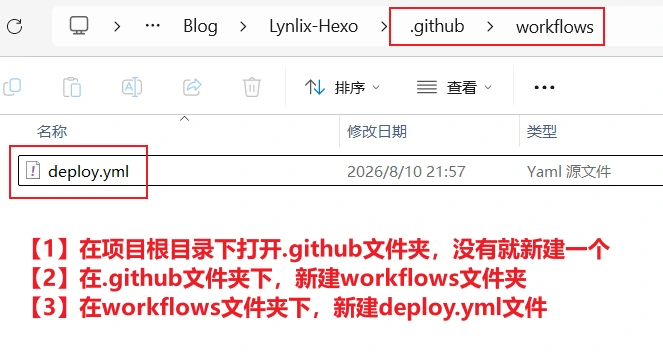 ··· Blog Lynlix-Hexo .github workflows
排序 查看 ···
名称 修改日期 类型
deploy.yml 2026/8/10 21:57 Yaml 源文件
【1】在项目根目录下打开.github文件夹，没有就新建一个
【2】在.github文件夹下，新建workflows文件夹
【3】在workflows文件夹下，新建deploy.yml文件